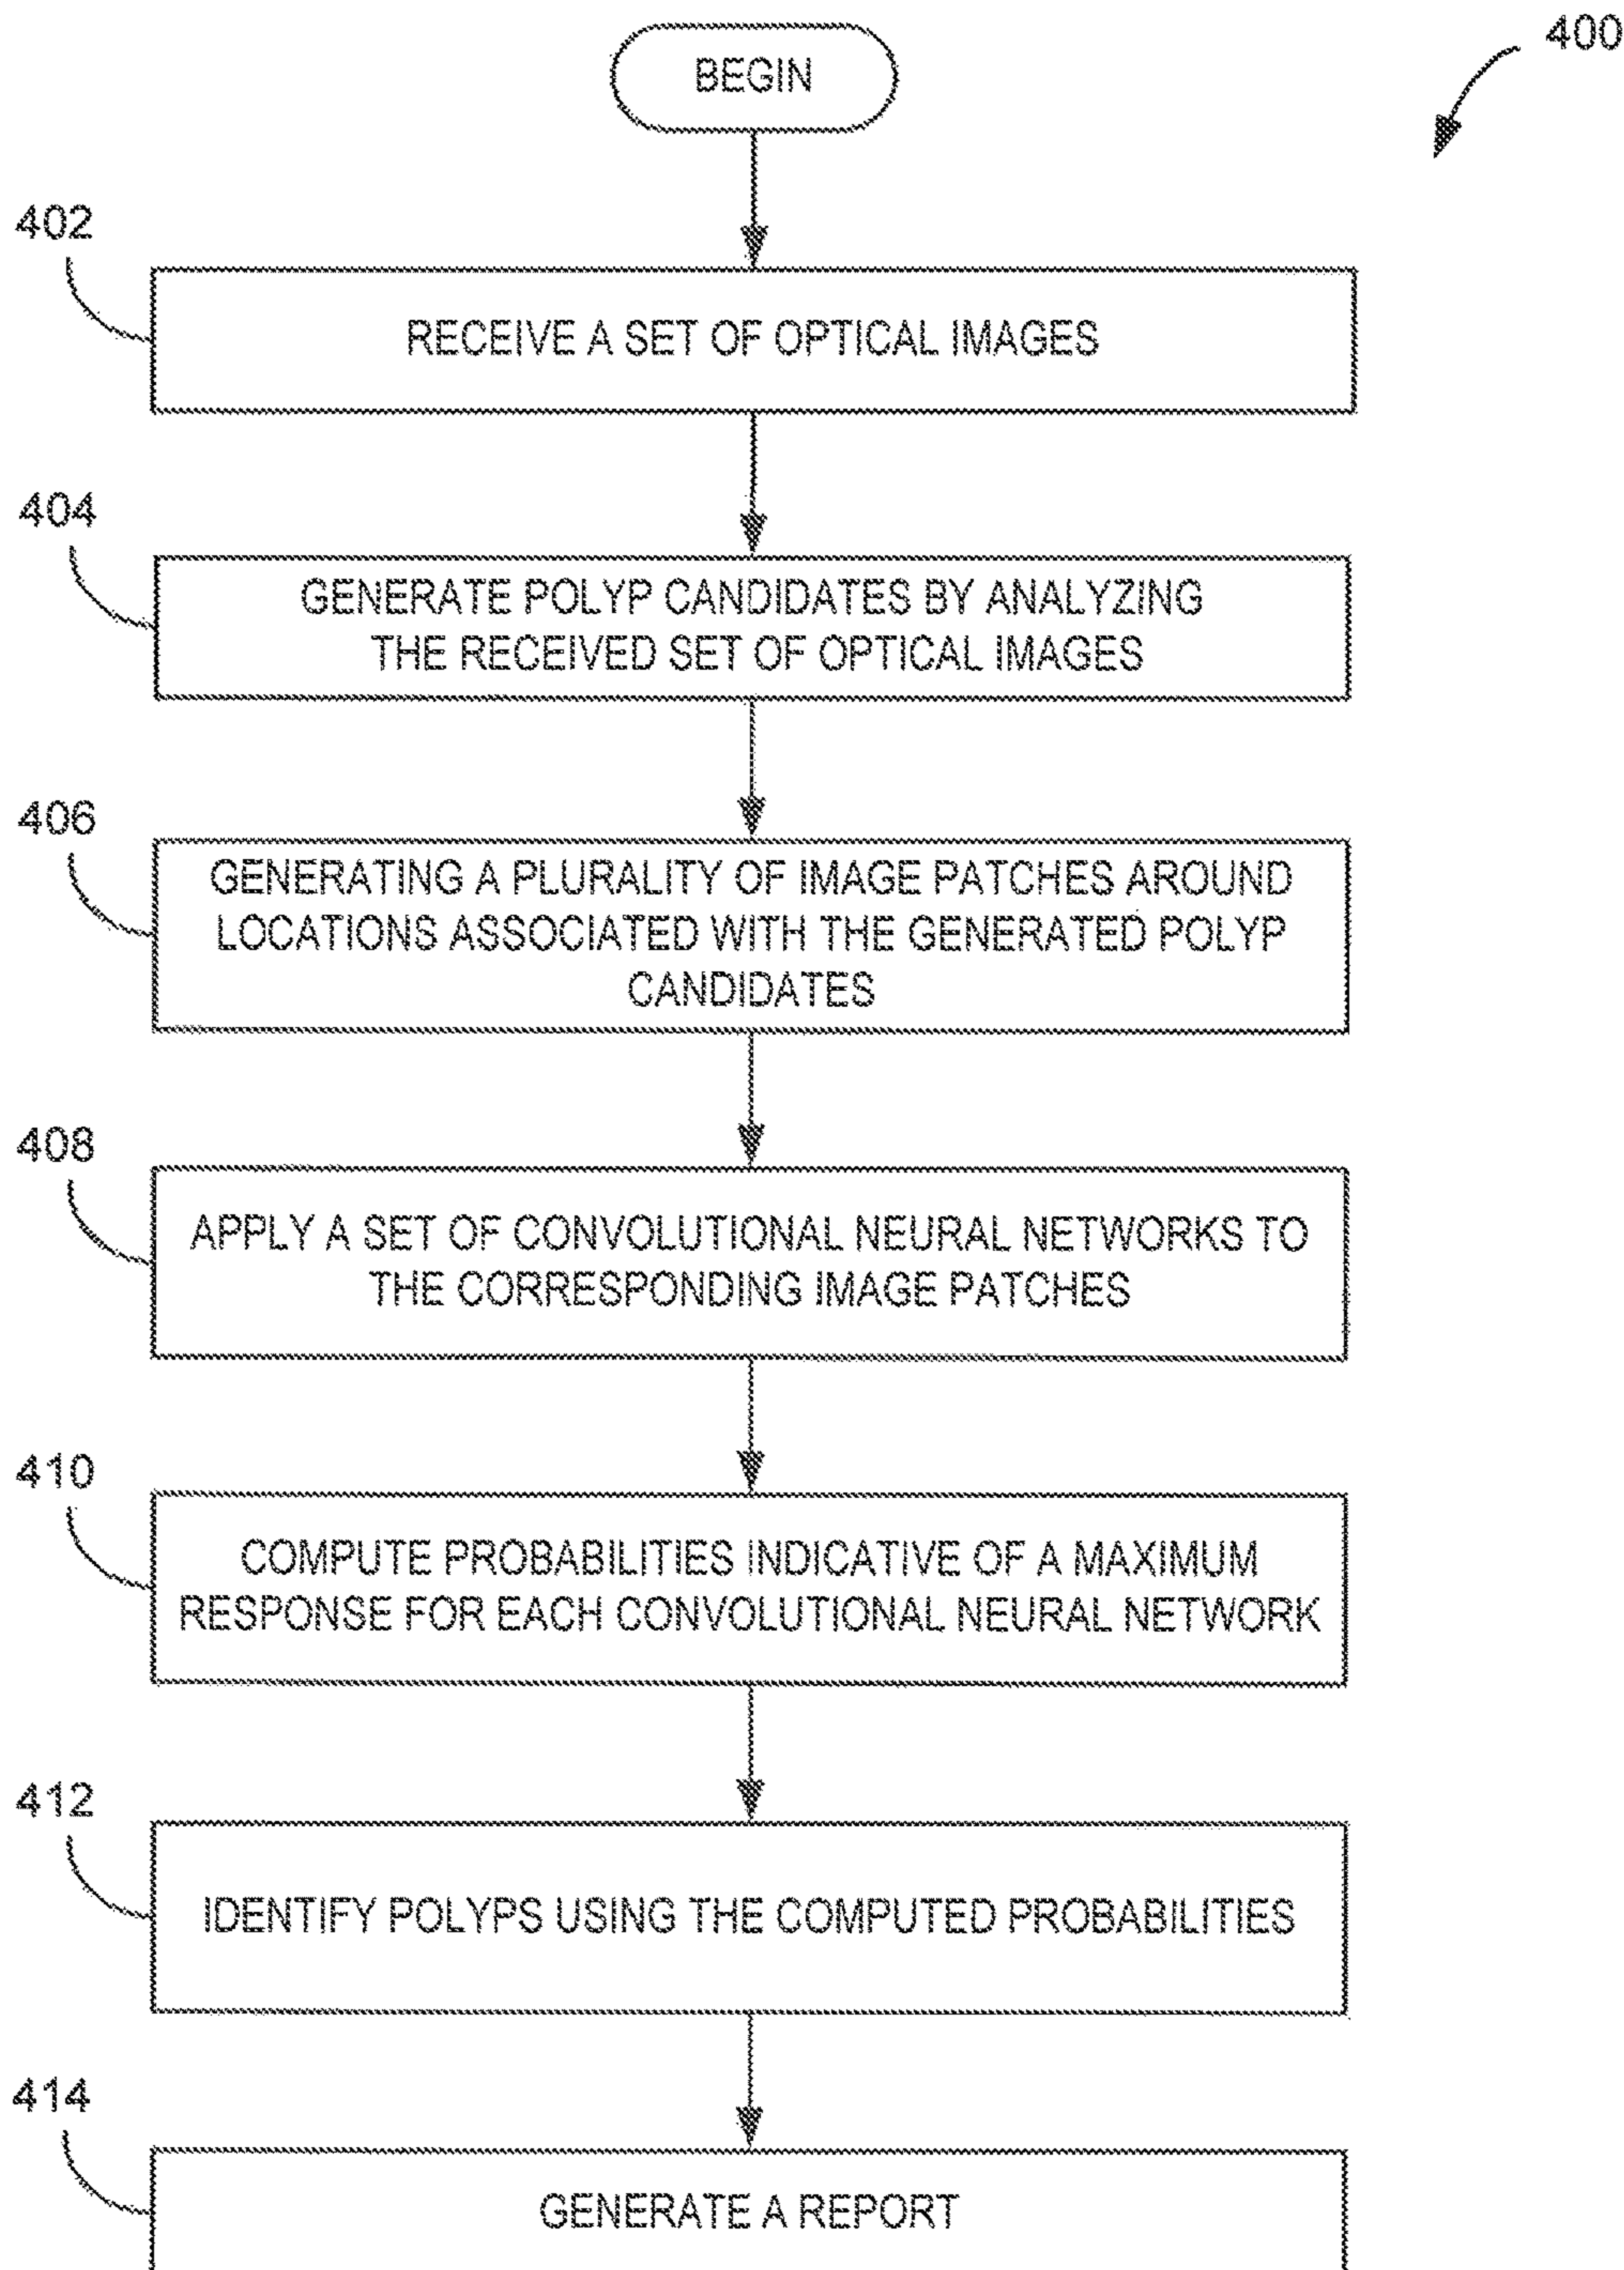 400
BEGIN
402
RECEIVE A SET OF OPTICAL IMAGES
404
GENERATE POLYP CANDIDATES BY ANALYZING
THE RECEIVED SET OF OPTICAL IMAGES
406
GENERATING A PLURALITY OF IMAGE PATCHES AROUND
LOCATIONS ASSOCIATED WITH THE GENERATED POLYP
CANDIDATES
408
APPLY A SET OF CONVOLUTIONAL NEURAL NETWORKS TO
THE CORRESPONDING IMAGE PATCHES
410
COMPUTE PROBABILITIES INDICATIVE OF A MAXIMUM
RESPONSE FOR EACH CONVOLUTIONAL NEURAL NETWORK
412
IDENTIFY POLYPS USING THE COMPUTED PROBABILITIES
414
GENERATE A REPORT